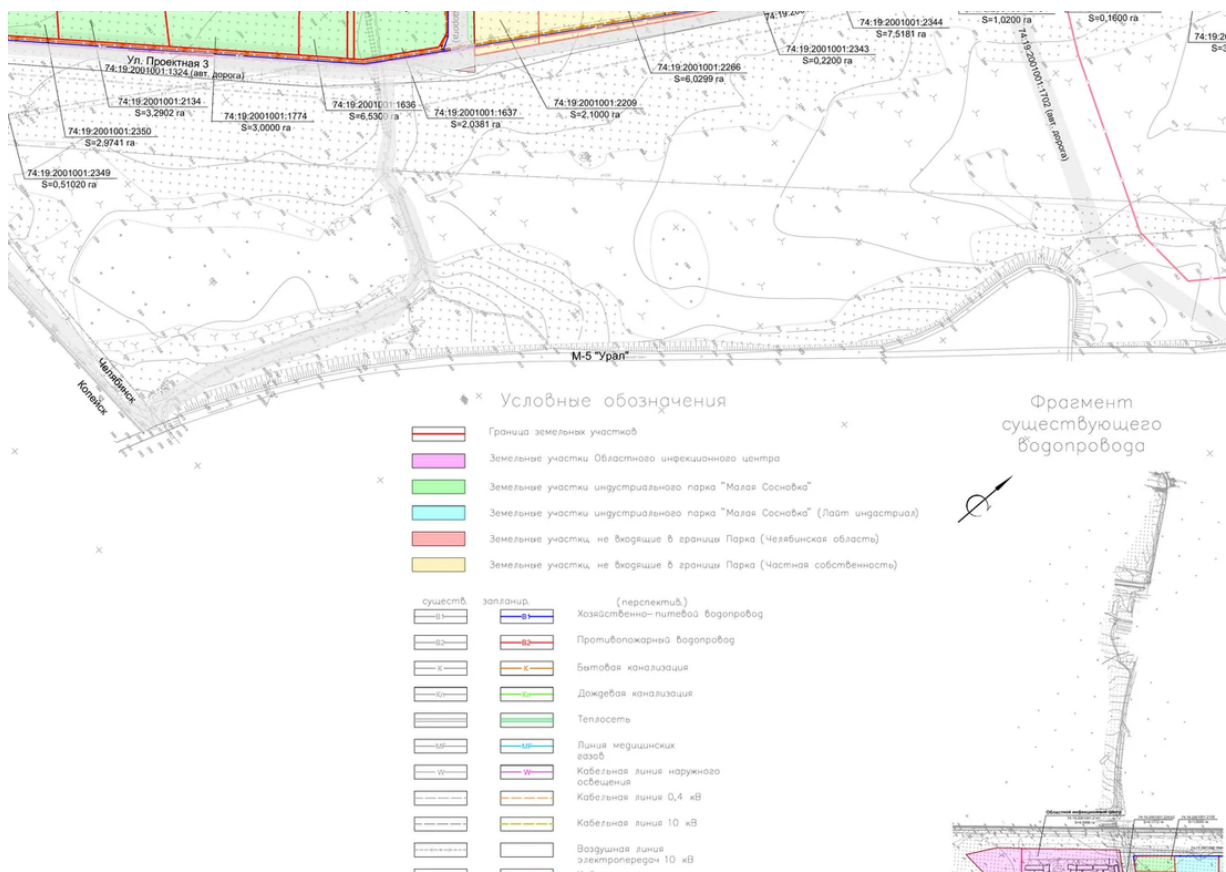 74:19:2001001:2344
S=7,5181 га
S=1,0200 га
S=0,1600 га
74:19:2001001:2343
S=0,2200 га
74:19:2001001:2266
S=6,0299 га
74:19:2001001:1702 (авт. дорога)
Ул. Проектная 3
74:19:2001001:1324 (авт. дорога)
74:19:2001001:2134
S=3,2902 га
74:19:2001001:1774
S=3,0000 га
74:19:2001001:1636
S=6,5300 га
74:19:2001001:1637
S=2,0381 га
74:19:2001001:2209
S=2,1000 га
74:19:2001001:2350
S=2,9741 га
74:19:2001001:2349
S=0,51020 га
М-5 "Урал"
Челябинск
Копейск
Условные обозначения
Граница земельных участков
Земельные участки Областного инфекционного центра
Земельные участки индустриального парка "Малая Сосновка"
Земельные участки индустриального парка "Малая Сосновка" (Лайт индастриал)
Земельные участки, не входящие в границы Парка (Челябинская область)
Земельные участки, не входящие в границы Парка (Частная собственность)
существ. запланир. (перспектив.)
В1 В1 Хозяйственно-питевой водопровод
В2 В2 Противопожарный водопровод
К К Бытовая канализация
Кл Кл Дождевая канализация
Теплосеть
МГ МГ Линия медицинских
газов
W W Кабельная линия наружного
освещения
Кабельная линия 0,4 кВ
Кабельная линия 10 кВ
Воздушная линия
электропередач 10 кВ
Фрагмент
существующего
водопровода
Областной инфекционный центр